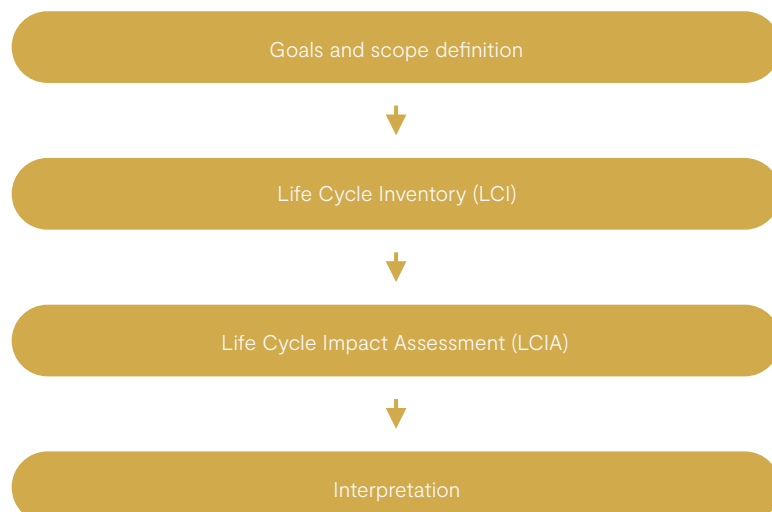 Goals and scope definition
Life Cycle Inventory (LCI)
Life Cycle Impact Assessment (LCIA)
Interpretation